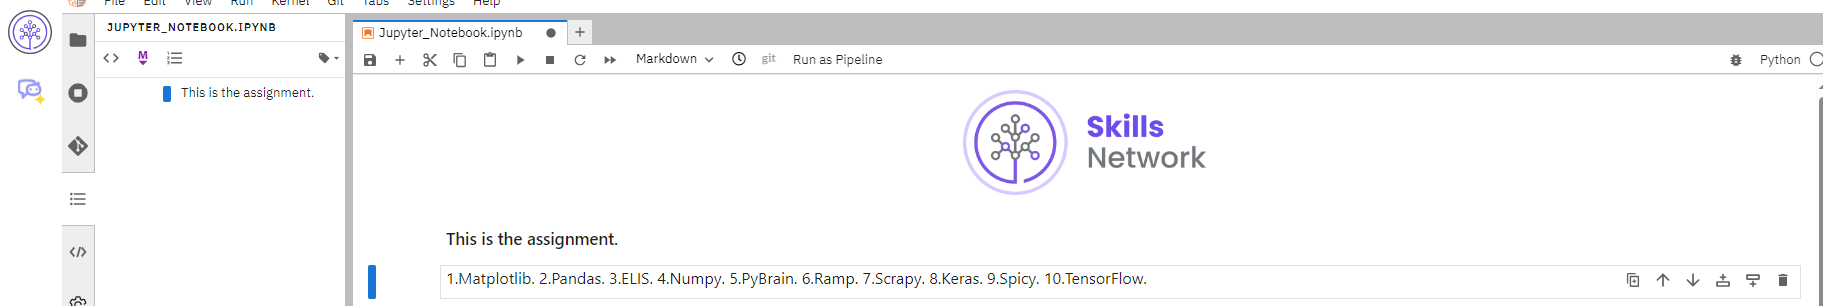 File Edit View Run Kernel Git Tabs Settings Help
JUPYTER_NOTEBOOK.IPYNB
Jupyter_Notebook.ipynb
M
Markdown
git
Run as Pipeline
Python
This is the assignment.
Skills
Network
This is the assignment.
1.Matplotlib. 2.Pandas. 3.ELIS. 4.Numpy. 5.PyBrain. 6.Ramp. 7.Scrapy. 8.Keras. 9.Spicy. 10.TensorFlow.